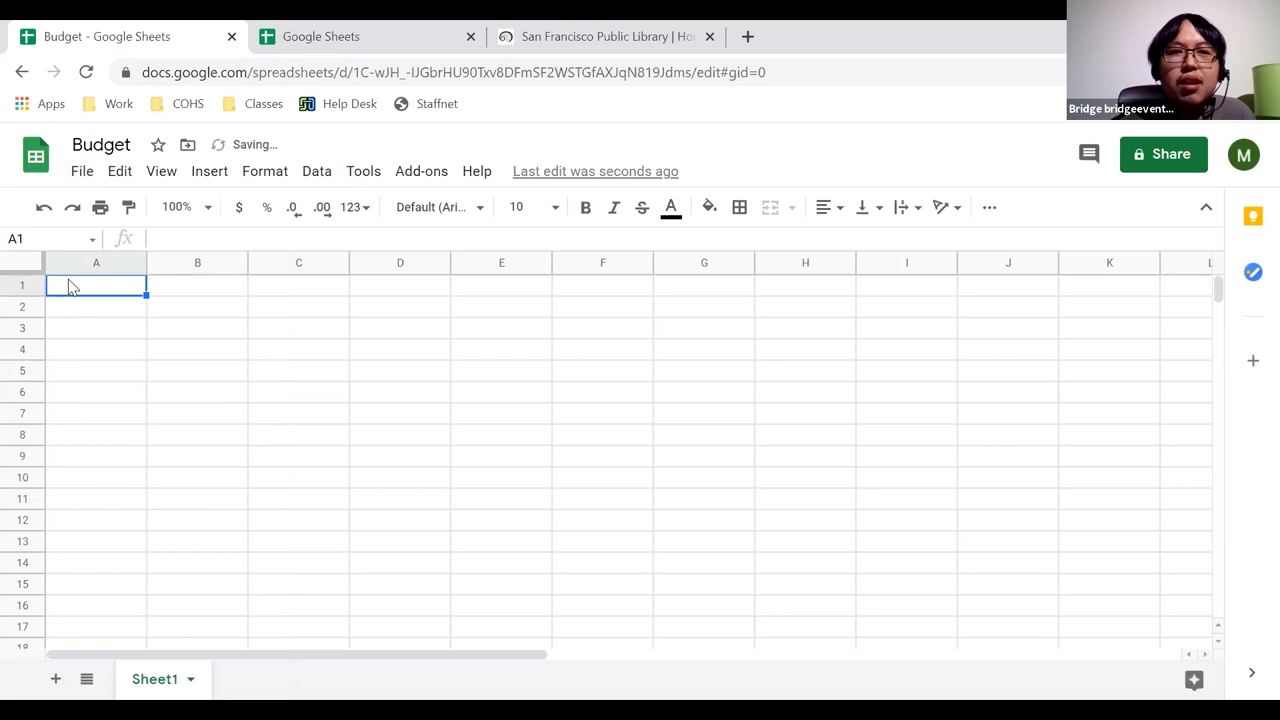 Budget - Google Sheets
Google Sheets
San Francisco Public Library | Ho
docs.google.com/spreadsheets/d/1C-wJH_-IJGbrHU90Tov8DFmSF2WSTGfAXJqN819Jdms/edit#gid=0
Apps
Work
COHS
Classes
Help Desk
Staffnet
Bridge bridgeevent...
Budget
Saving...
File Edit View Insert Format Data Tools Add-ons Help Last edit was seconds ago
Share
M
100% $ % .0 .00 123 Default (Ari... 10 B I S A
A1 fx
A B C D E F G H I J K L
1
2
3
4
5
6
7
8
9
10
11
12
13
14
15
16
17
18
Sheet1